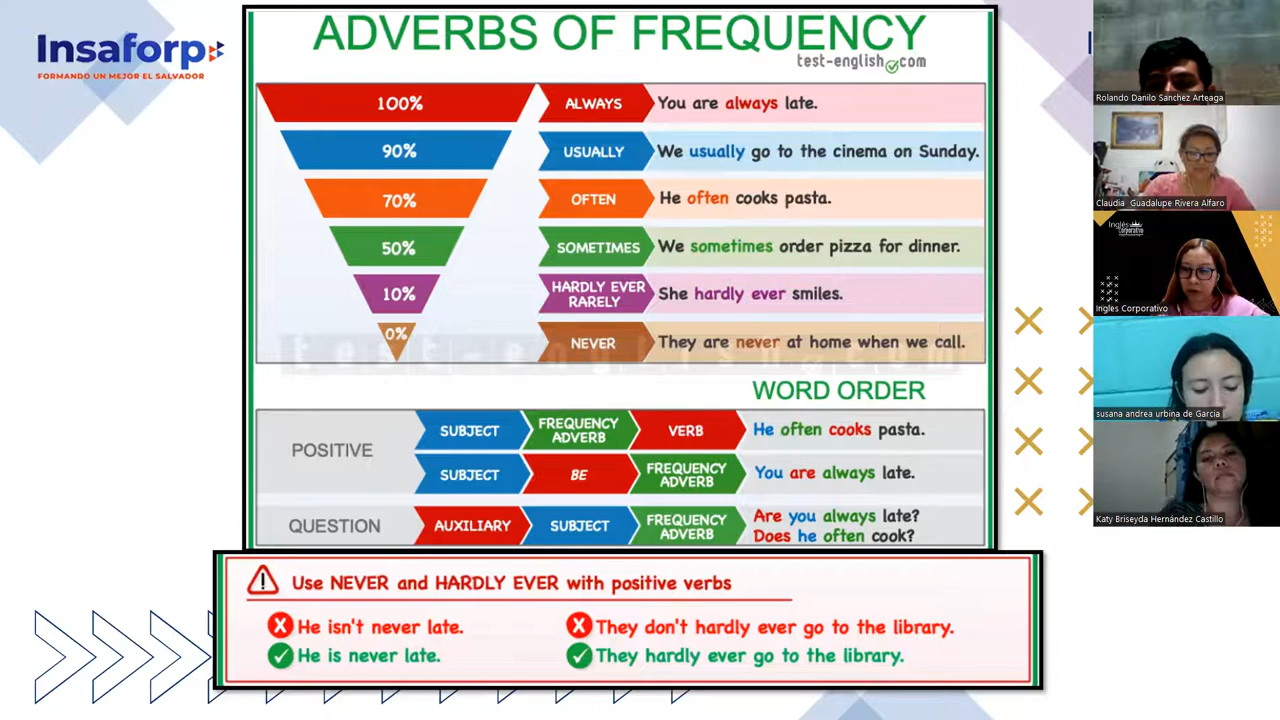 Insaforp
FORMANDO UN MEJOR EL SALVADOR
ADVERBS OF FREQUENCY
test-english.com
100% ALWAYS You are always late.
90% USUALLY We usually go to the cinema on Sunday.
70% OFTEN He often cooks pasta.
50% SOMETIMES We sometimes order pizza for dinner.
10% HARDLY EVER RARELY She hardly ever smiles.
0% NEVER They are never at home when we call.
test-english.com
WORD ORDER
POSITIVE
SUBJECT FREQUENCY ADVERB VERB He often cooks pasta.
SUBJECT BE FREQUENCY ADVERB You are always late.
QUESTION AUXILIARY SUBJECT FREQUENCY ADVERB Are you always late?
Does he often cook?
Use NEVER and HARDLY EVER with positive verbs
He isn't never late.
They don't hardly ever go to the library.
He is never late.
They hardly ever go to the library.
Rolando Danilo Sánchez Arteaga
Claudia Guadalupe Rivera Alfaro
Inglés
Corporativo
Ingles Corporativo
susana andrea urbina de Garcia
Katy Briseyda Hernández Castillo